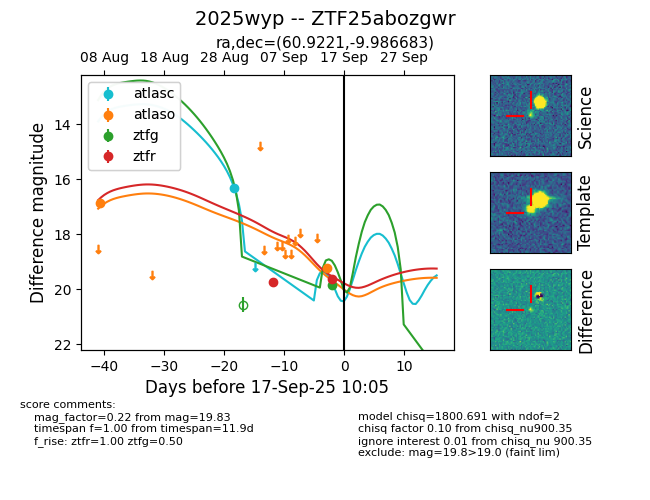 2025wyp -- ZTF25abozgwr
ra,dec=(60.9221,-9.986683)
08 Aug 18 Aug 28 Aug 07 Sep 17 Sep 27 Sep
atlasc
atlaso
ztfg
ztfr
14
16
18
20
22
Difference magnitude
−40 −30 −20 −10 0 10
Days before 17-Sep-25 10:05
Science
Template
Difference
score comments:
mag_factor=0.22 from mag=19.83
timespan f=1.00 from timespan=11.9d
f_rise: ztfr=1.00 ztfg=0.50
model chisq=1800.691 with ndof=2
chisq factor 0.10 from chisq_nu900.35
ignore interest 0.01 from chisq_nu 900.35
exclude: mag=19.8>19.0 (faint lim)